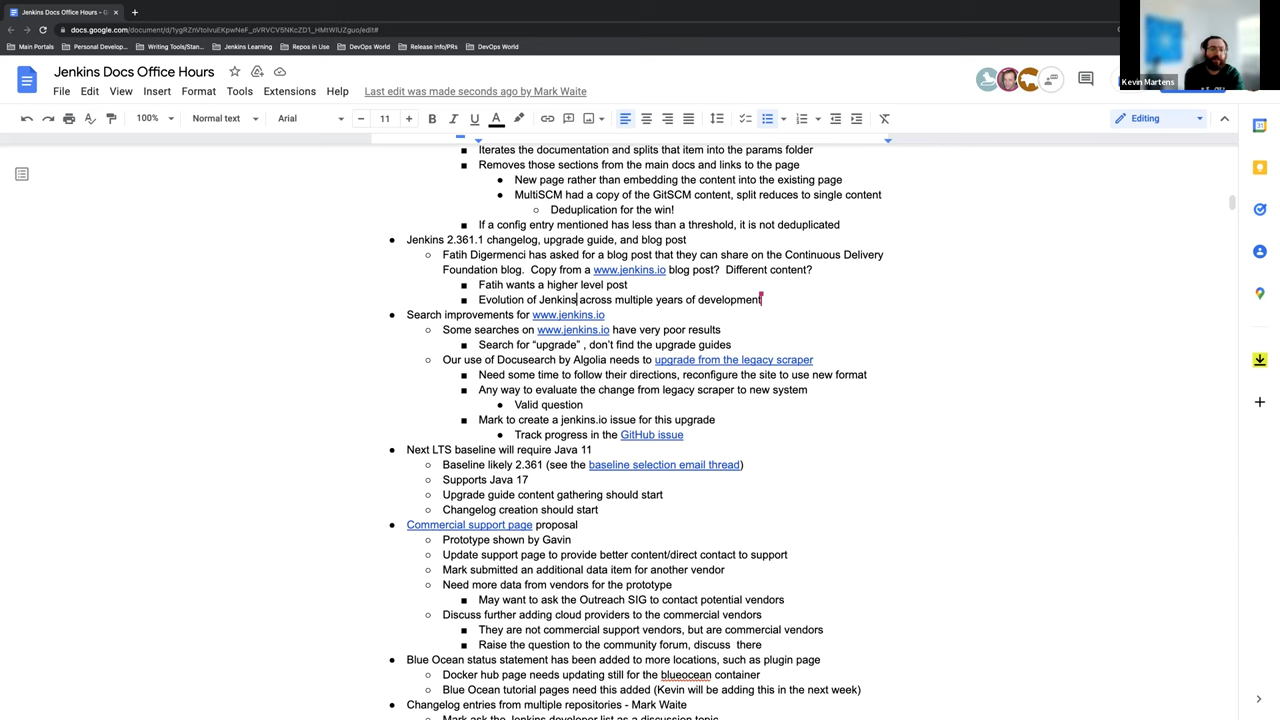 Jenkins Docs Office Hours - G
docs.google.com/document/d/1ygRZnVtolvuEKpwNeF_oVRVCV5NKcZD1_HMtWlUZguo/edit#
Main Portals
Personal Develop...
Writing Tools/Stan...
Jenkins Learning
Repos in Use
DevOps World
Release Info/PRs
DevOps World
Kevin Martens
Jenkins Docs Office Hours
File Edit View Insert Format Tools Extensions Help Last edit was made seconds ago by Mark Waite
100% Normal text Arial 11 Editing
Iterates the documentation and splits that item into the params folder
Removes those sections from the main docs and links to the page
New page rather than embedding the content into the existing page
MultiSCM had a copy of the GitSCM content, split reduces to single content
Deduplication for the win!
If a config entry mentioned has less than a threshold, it is not deduplicated
Jenkins 2.361.1 changelog, upgrade guide, and blog post
Fatih Digermenci has asked for a blog post that they can share on the Continuous Delivery
Foundation blog. Copy from a www.jenkins.io blog post? Different content?
Fatih wants a higher level post
Evolution of Jenkins across multiple years of development
Search improvements for www.jenkins.io
Some searches on www.jenkins.io have very poor results
Search for “upgrade” , don’t find the upgrade guides
Our use of Docusearch by Algolia needs to upgrade from the legacy scraper
Need some time to follow their directions, reconfigure the site to use new format
Any way to evaluate the change from legacy scraper to new system
Valid question
Mark to create a jenkins.io issue for this upgrade
Track progress in the GitHub issue
Next LTS baseline will require Java 11
Baseline likely 2.361 (see the baseline selection email thread)
Supports Java 17
Upgrade guide content gathering should start
Changelog creation should start
Commercial support page proposal
Prototype shown by Gavin
Update support page to provide better content/direct contact to support
Mark submitted an additional data item for another vendor
Need more data from vendors for the prototype
May want to ask the Outreach SIG to contact potential vendors
Discuss further adding cloud providers to the commercial vendors
They are not commercial support vendors, but are commercial vendors
Raise the question to the community forum, discuss there
Blue Ocean status statement has been added to more locations, such as plugin page
Docker hub page needs updating still for the blueocean container
Blue Ocean tutorial pages need this added (Kevin will be adding this in the next week)
Changelog entries from multiple repositories - Mark Waite
Mark ask the Jenkins developer list as a discussion topic